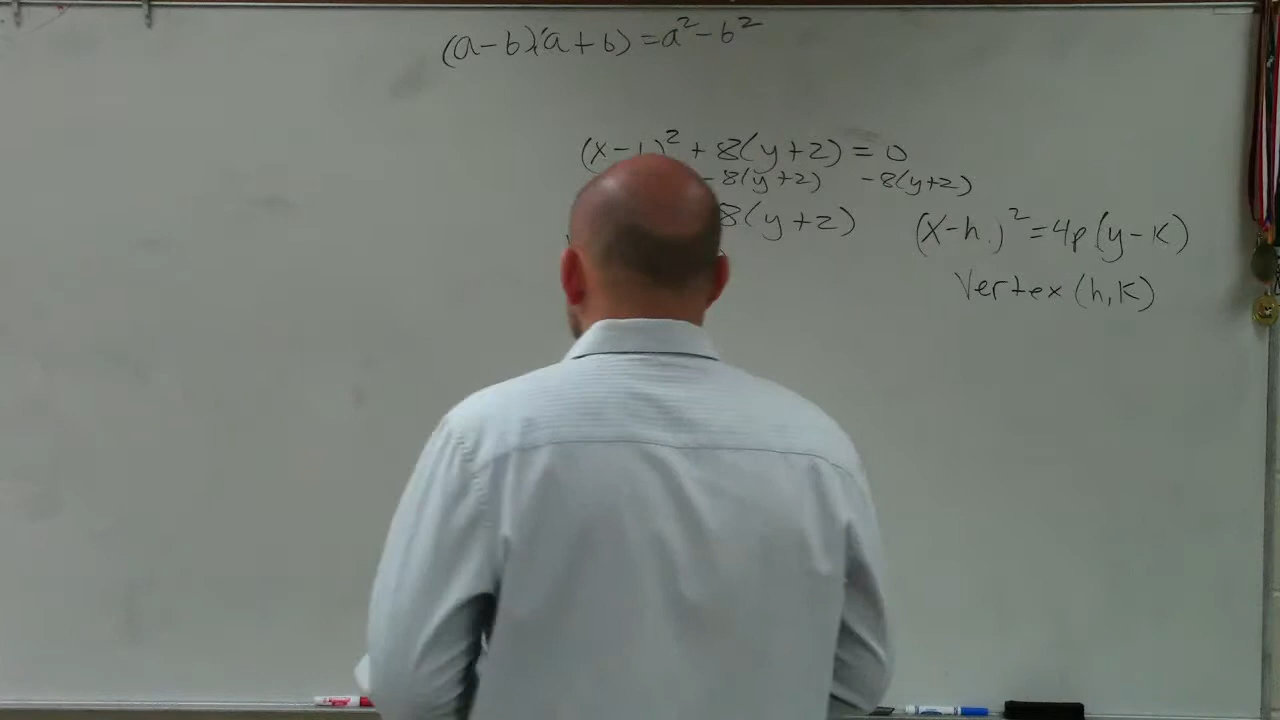 (a-b)(a+b)=a²-b²
(x-1)²+8(y+2)=0
-8(y+2) -8(y+2)
8(y+2)
(x-h)²=4p(y-k)
Vertex (h,k)